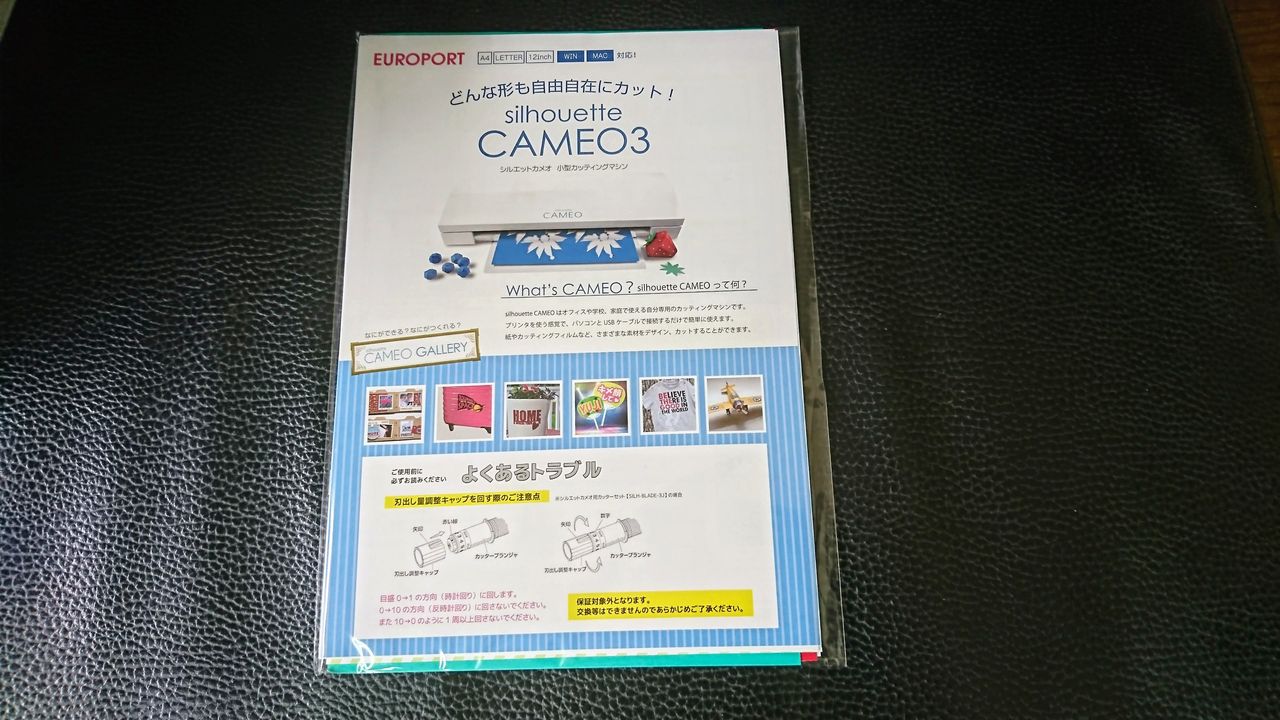 EUROPORT A4 LETTER 12Inch WIN MAC 対応!
どんな形も自由自在にカット!
silhouette
CAMEO3
シルエットカメオ 小型カッティングマシン
CAMEO
What's CAMEO? silhouette CAMEO って何?
silhouette CAMEO はオフィスや学校、家庭で使える自分専用のカッティングマシンです。
プリンタを使う感覚で、パソコンと USB ケーブルで接続するだけで簡単に使えます。
紙やカッティングフィルムなど、さまざまな素材をデザイン、カットすることができます。
なにができる?なにがつくれる?
CAMEO GALLERY
HOME
キメ顔
して
YUJI
BELIEVE
THERE IS
GOOD IN
THE WORLD
ご使用前に
必ずお読みください
よくあるトラブル
刃出し量調整キャップを回す際のご注意点
※シルエットカメオ用カッターセット【SILH-BLADE-3J】の場合
矢印
赤い線
カッタープランジャ
刃出し調整キャップ
矢印
数字
カッタープランジャ
刃出し調整キャップ
目盛 0→1 の方向(時計回り)に回します。
0→10 の方向(反時計回り)に回さないでください。
また 10→0 のように 1 周以上回さないでください。
保証対象外となります。
交換等はできませんのであらかじめご了承ください。